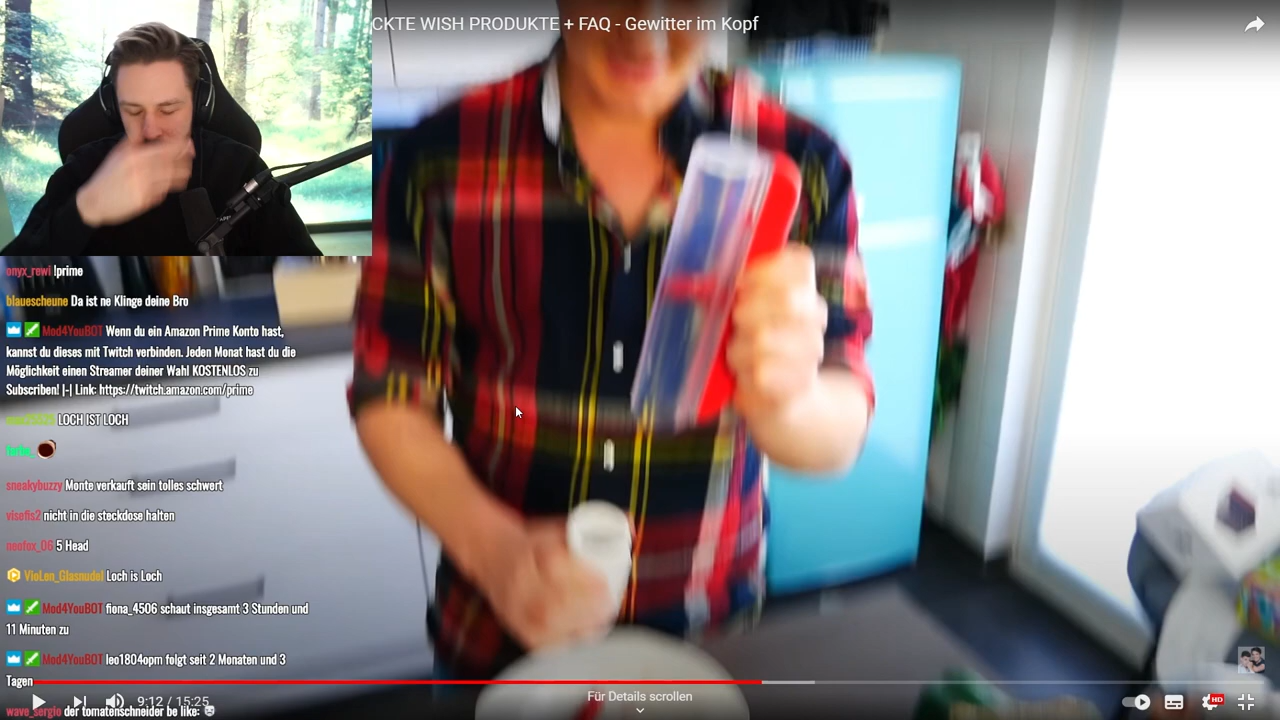 CKTE WISH PRODUKTE + FAQ - Gewitter im Kopf
onyx_rewi !prime
blauescheune Da ist ne Klinge deine Bro
Mod4YouBOT Wenn du ein Amazon Prime Konto hast,
kannst du dieses mit Twitch verbinden. Jeden Monat hast du die
Möglichkeit einen Streamer deiner Wahl KOSTENLOS zu
Subscriben! |-| Link: https://twitch.amazon.com/prime
LOCH IST LOCH
sneakybuzzy Monte verkauft sein tolles schwert
visefis2 nicht in die steckdose halten
neofox_06 5 Head
VioLen_Glasnudel Loch is Loch
Mod4YouBOT fiona_4506 schaut insgesamt 3 Stunden und
11 Minuten zu
Mod4YouBOT leo1804opm folgt seit 2 Monaten und 3
Tagen
9:12 / 15:25
Für Details scrollen
HD
wave_sergio der tomatenschneider be like: